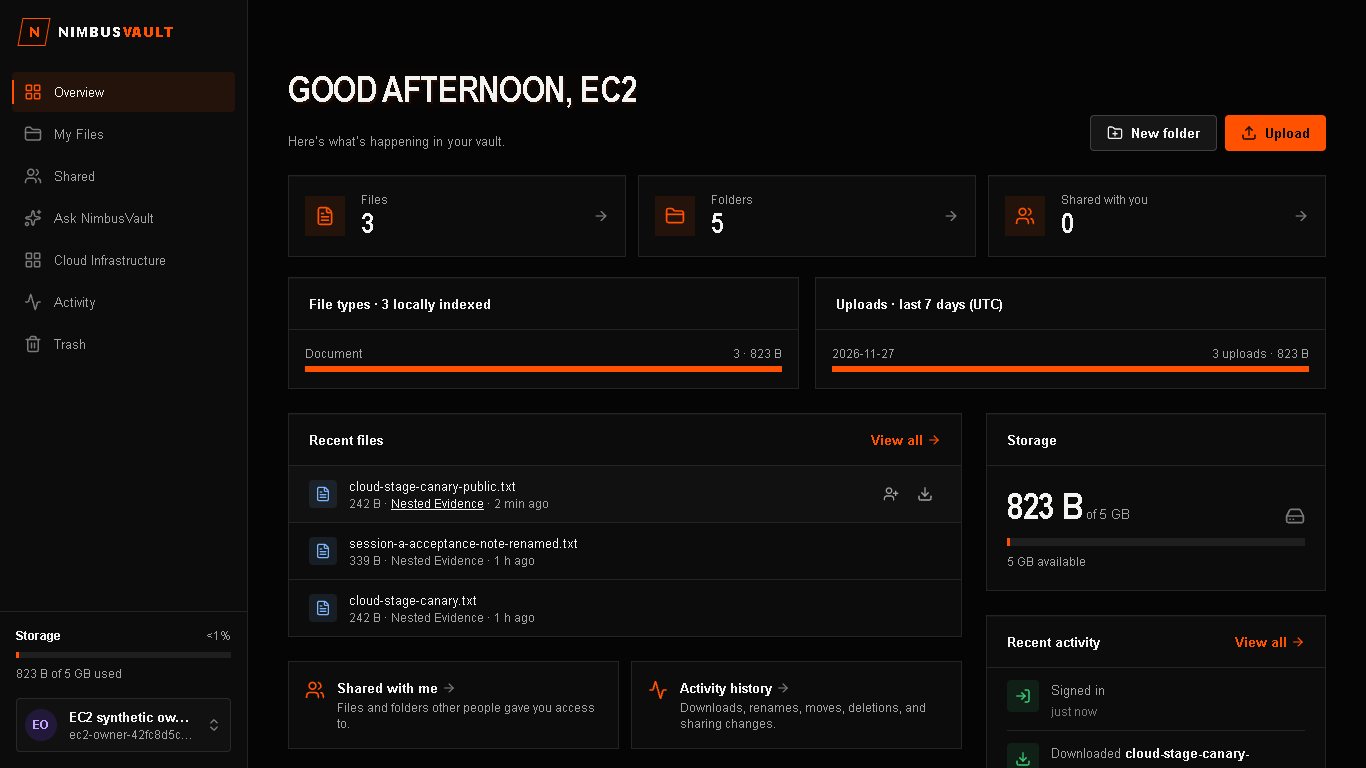 N NIMBUSVAULT
Overview
My Files
Shared
Ask NimbusVault
Cloud Infrastructure
Activity
Trash
Storage <1%
823 B of 5 GB used
EO
EC2 synthetic ow...
ec2-owner-42fc8d5c...
GOOD AFTERNOON, EC2
Here's what's happening in your vault.
New folder
Upload
Files
3
Folders
5
Shared with you
0
File types · 3 locally indexed
Document 3 · 823 B
Uploads · last 7 days (UTC)
2026-11-27 3 uploads · 823 B
Recent files View all →
cloud-stage-canary-public.txt
242 B · Nested Evidence · 2 min ago
session-a-acceptance-note-renamed.txt
339 B · Nested Evidence · 1 h ago
cloud-stage-canary.txt
242 B · Nested Evidence · 1 h ago
Shared with me →
Files and folders other people gave you access
to.
Activity history →
Downloads, renames, moves, deletions, and
sharing changes.
Storage
823 B of 5 GB
5 GB available
Recent activity View all →
Signed in
just now
Downloaded cloud-stage-canary-